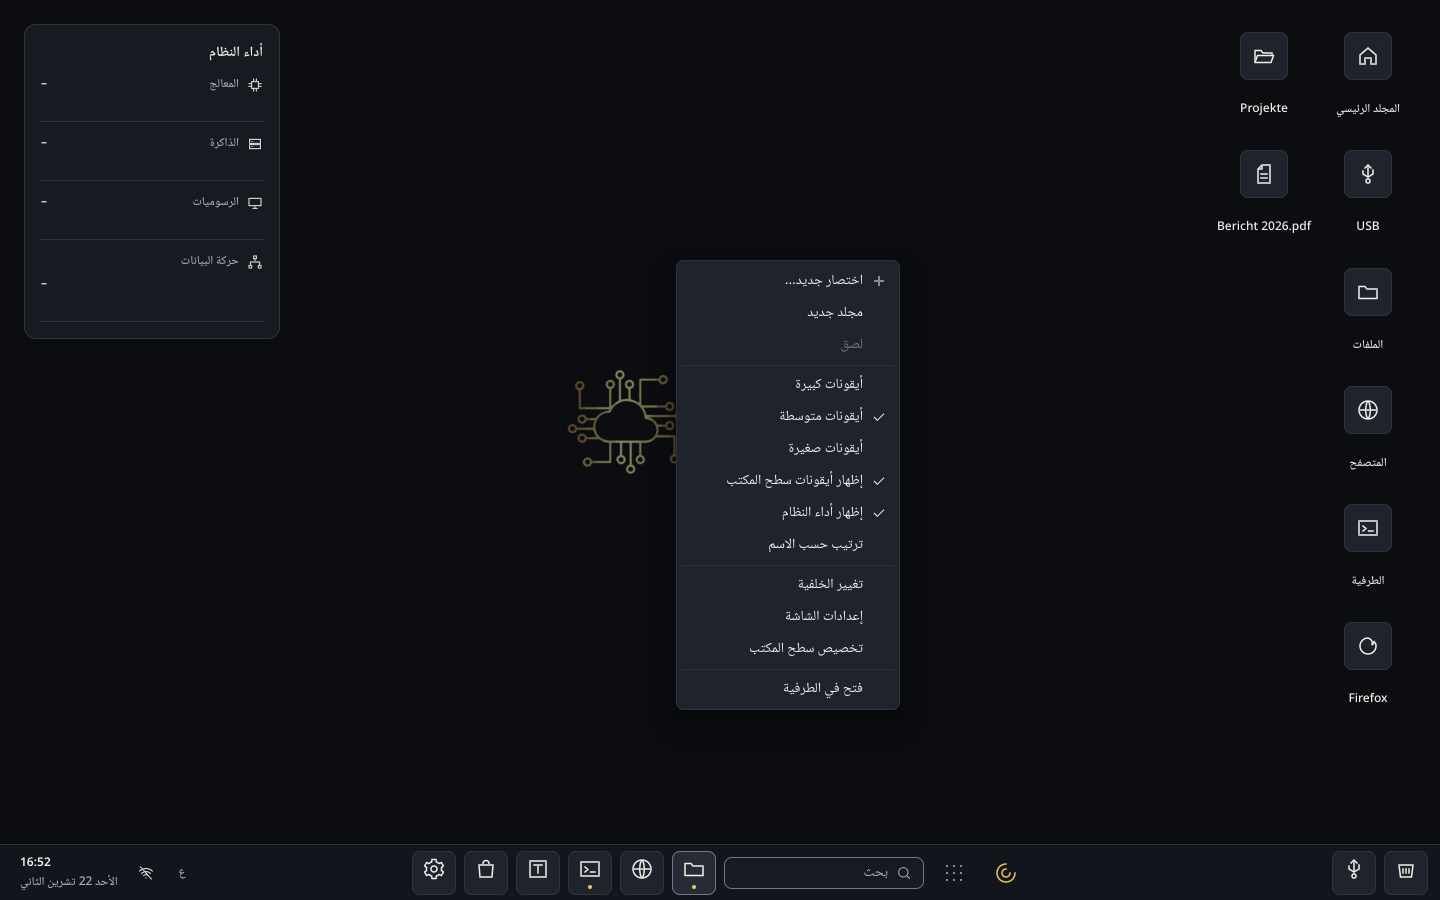 أداء النظام
المعالج
–
الذاكرة
–
الرسوميات
–
حركة البيانات
–
المجلد الرئيسي
Projekte
USB
Bericht 2026.pdf
الملفات
المتصفح
الطرفية
Firefox
اختصار جديد...
مجلد جديد
لصق
أيقونات كبيرة
أيقونات متوسطة
أيقونات صغيرة
إظهار أيقونات سطح المكتب
إظهار أداء النظام
ترتيب حسب الاسم
تغيير الخلفية
إعدادات الشاشة
تخصيص سطح المكتب
فتح في الطرفية
بحث
ع
16:52
الأحد 22 تشرين الثاني